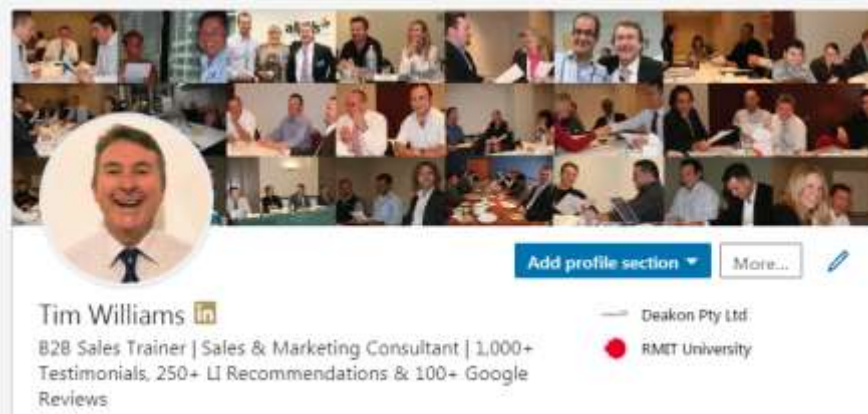 Add profile section
More...
Tim Williams in
Deakon Pty Ltd
B2B Sales Trainer | Sales & Marketing Consultant | 1,000+
Testimonials, 250+ LI Recommendations & 100+ Google
Reviews
RMIT University